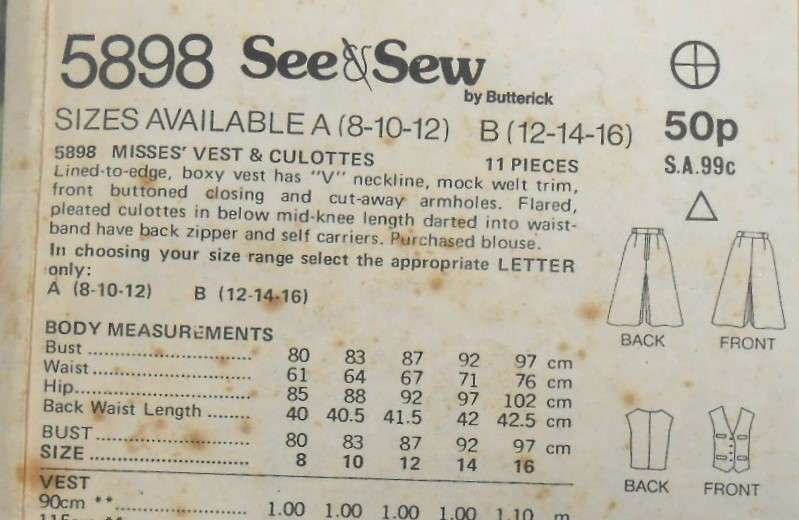 5898 See & Sew
by Butterick
SIZES AVAILABLE A (8-10-12) B (12-14-16)
50p
S.A.99c
5898 MISSES' VEST & CULOTTES 11 PIECES
Lined-to-edge, boxy vest has "V" neckline, mock welt trim,
front buttoned closing and cut-away armholes. Flared,
pleated culottes in below mid-knee length darted into waist-
band have back zipper and self carriers. Purchased blouse.
In choosing your size range select the appropriate LETTER
only:
A (8-10-12) B (12-14-16)
BACK FRONT
BODY MEASUREMENTS
Bust ............................ 80 83 87 92 97 cm
Waist ........................... 61 64 67 71 76 cm
Hip.............................. 85 88 92 97 102 cm
Back Waist Length ........ 40 40.5 41.5 42 42.5 cm
BUST ........................... 80 83 87 92 97 cm
SIZE ............................ 8 10 12 14 16
BACK FRONT
VEST
90cm ** ........................ 1.00 1.00 1.00 1.00 1.10 m